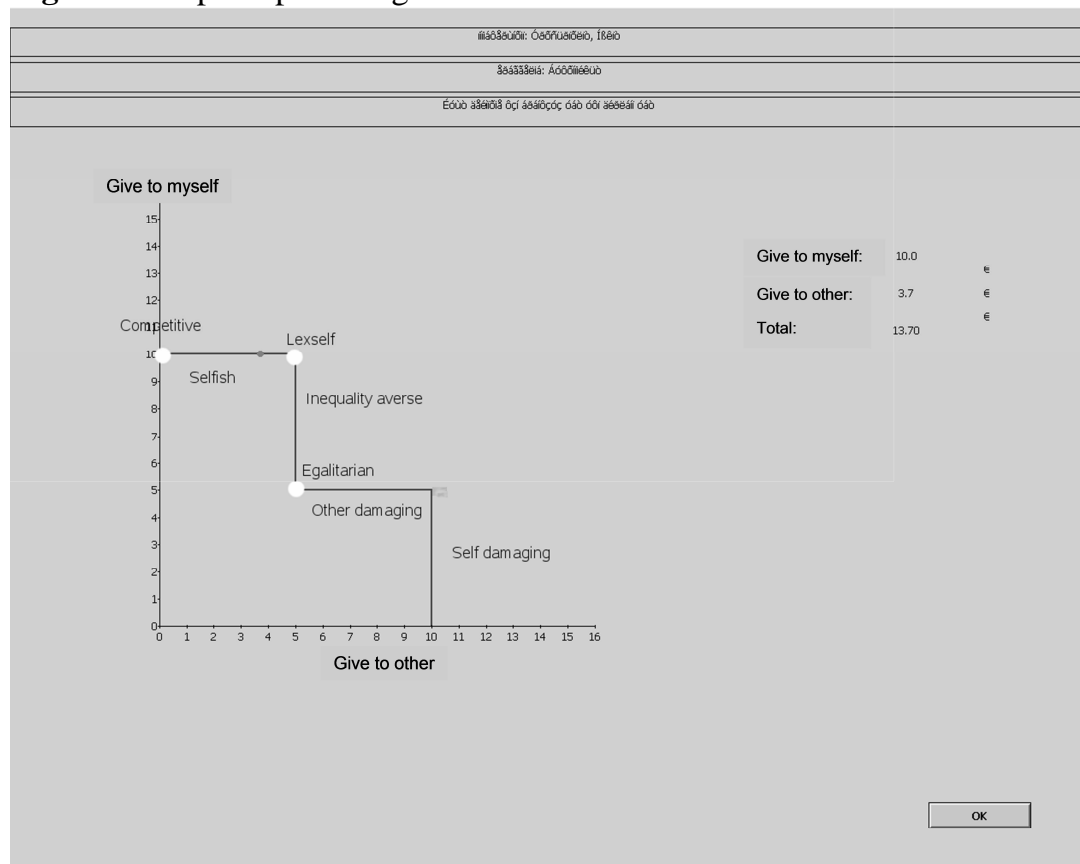 Give to myself
15
14
13
12
11
Competitive
10
Lexself
Selfish
9
Inequality averse
8
7
6
Egalitarian
5
Other damaging
4
3
Self damaging
2
1
0
0 1 2 3 4 5 6 7 8 9 10 11 12 13 14 15 16
Give to other
Give to myself: 10.0 €
Give to other: 3.7 €
Total: 13.70 €
OK